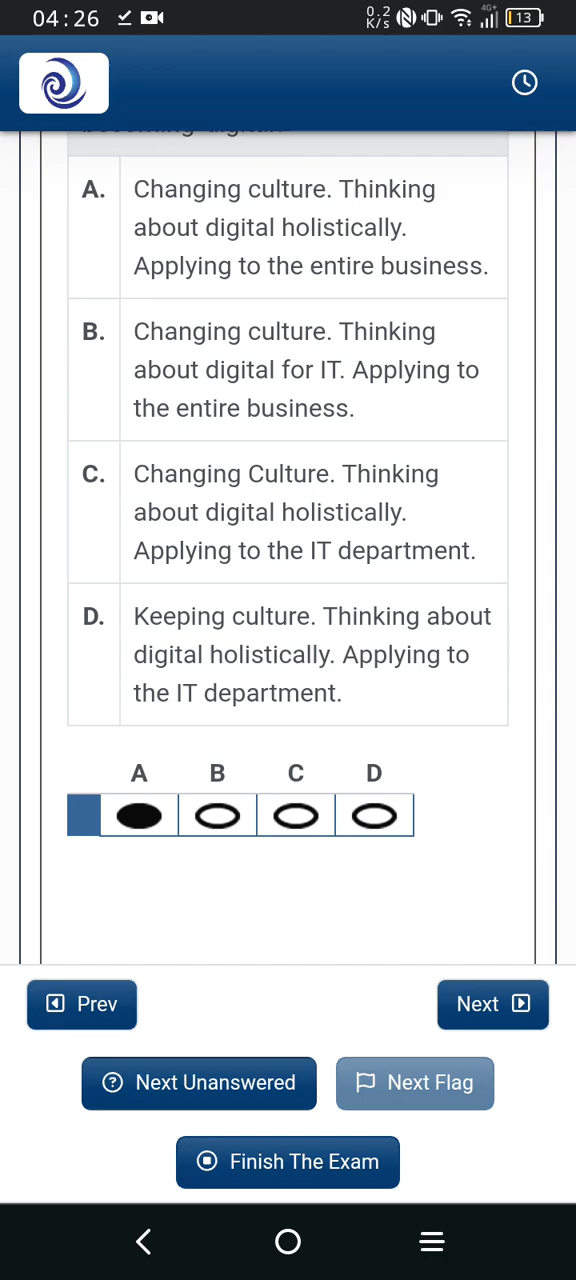 04:26
0.2 K/s 4G+ 13
A. Changing culture. Thinking
about digital holistically.
Applying to the entire business.
B. Changing culture. Thinking
about digital for IT. Applying to
the entire business.
C. Changing Culture. Thinking
about digital holistically.
Applying to the IT department.
D. Keeping culture. Thinking about
digital holistically. Applying to
the IT department.
A B C D
Prev
Next
Next Unanswered
Next Flag
Finish The Exam